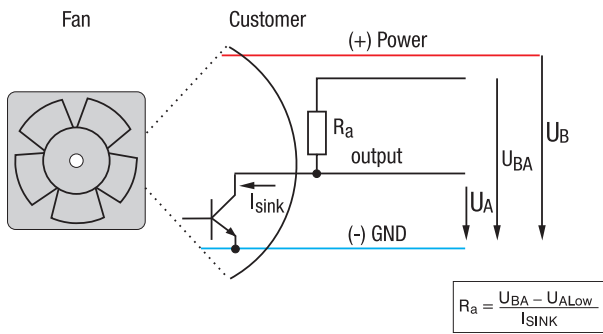 Fan
Customer
(+) Power
Ra
UB
UBA
output
Isink
UA
(-) GND
Ra = UBA – UALow
ISINK